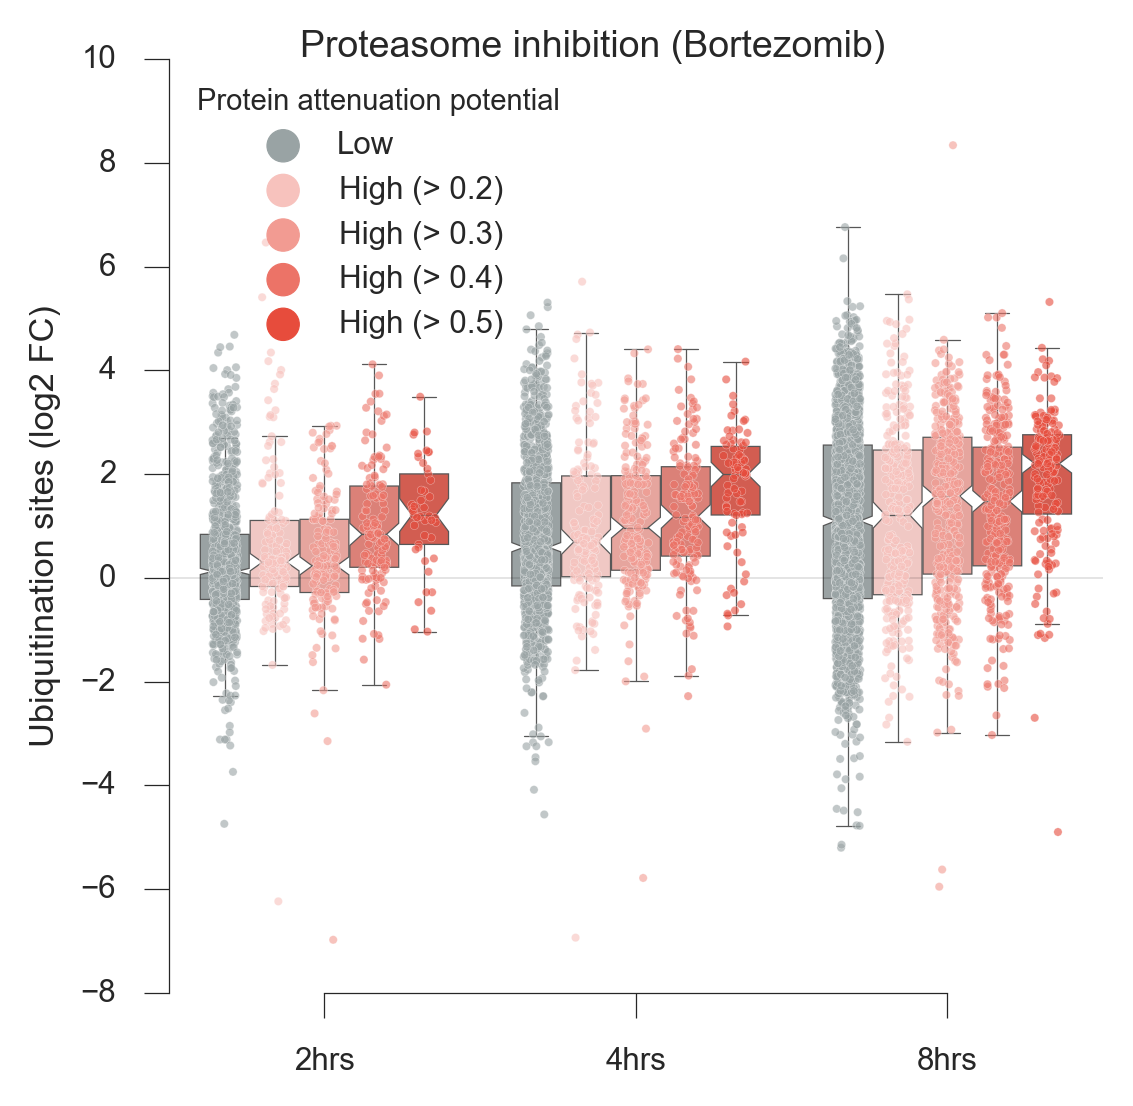 Proteasome inhibition (Bortezomib)
Protein attenuation potential
Low
High (> 0.2)
High (> 0.3)
High (> 0.4)
High (> 0.5)
Ubiquitination sites (log2 FC)
10
8
6
4
2
0
−2
−4
−6
−8
2hrs
4hrs
8hrs